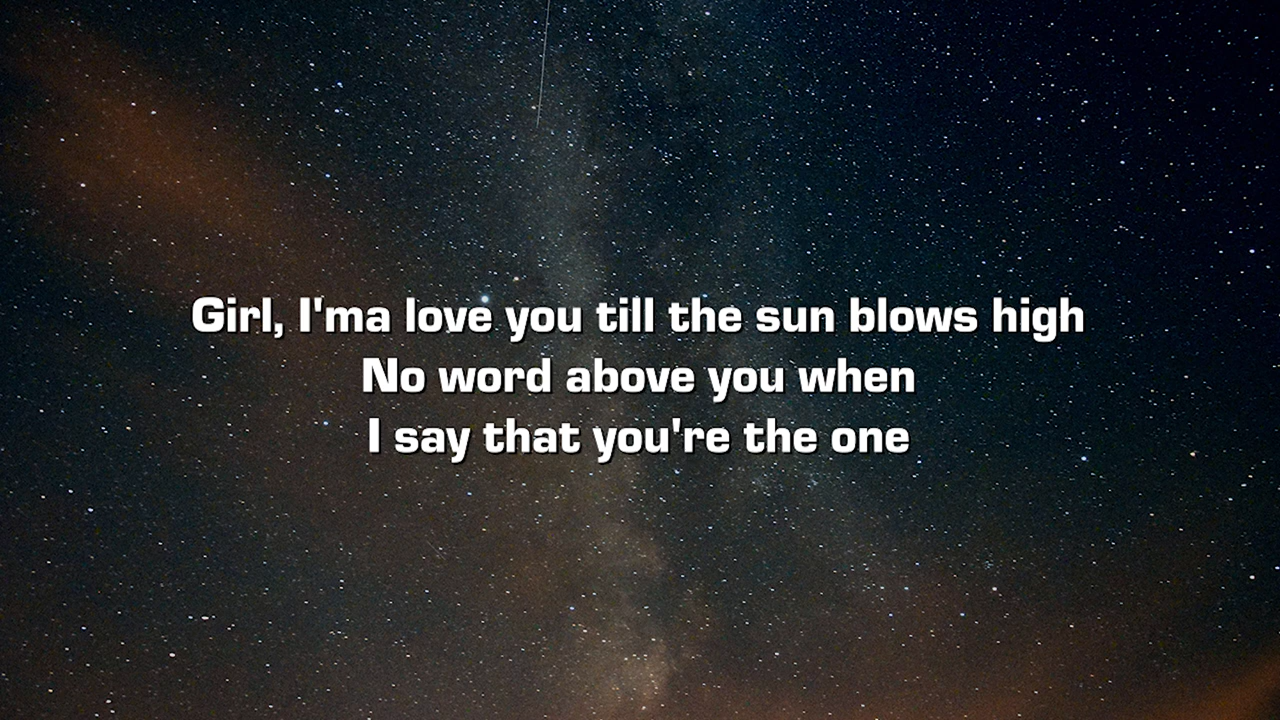 Girl, I'ma love you till the sun blows high
No word above you when
I say that you're the one